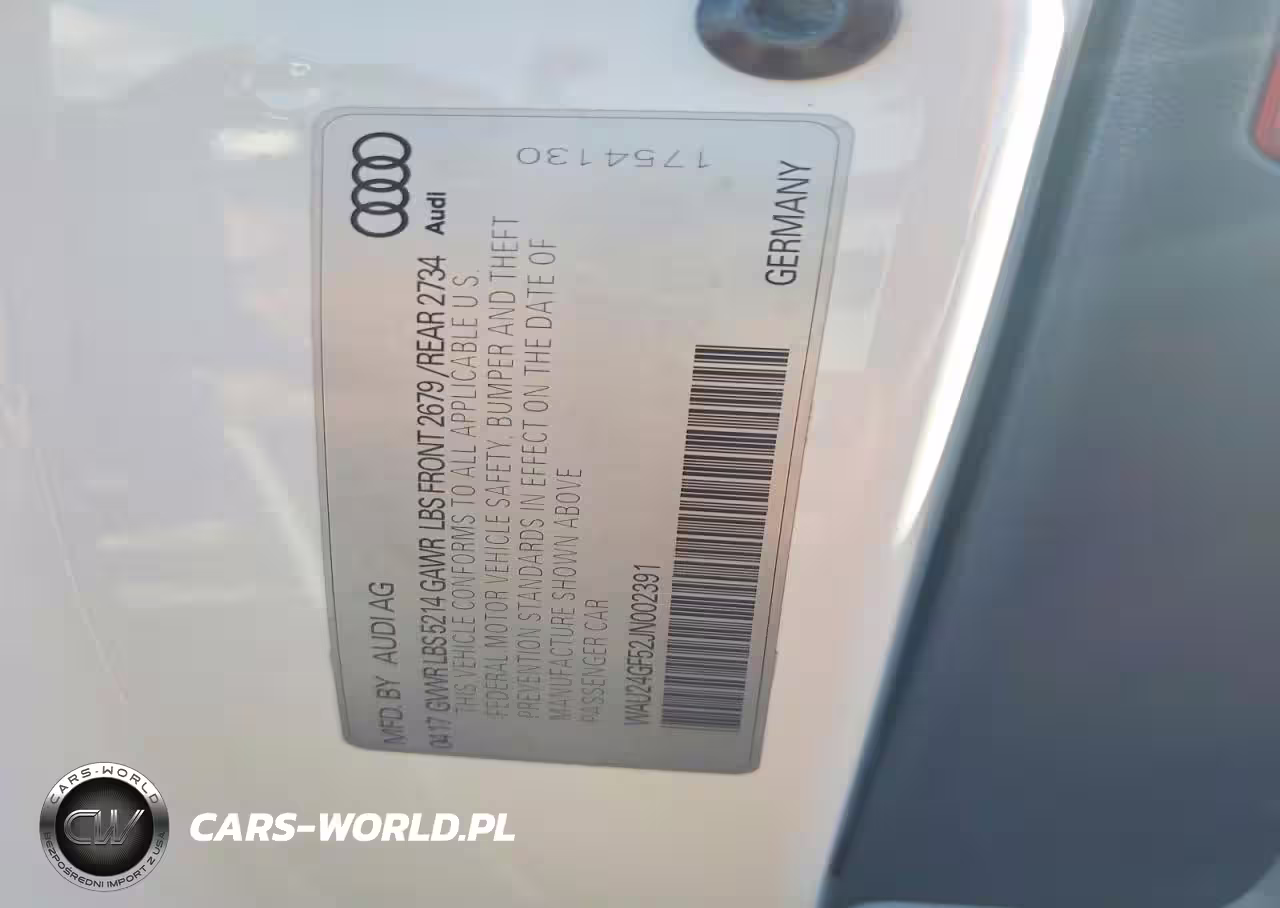 MFD. BY AUDI AG
04 17 GVWR LBS 5214 GAWR LBS FRONT 2679 /REAR 2734
Audi
THIS VEHICLE CONFORMS TO ALL APPLICABLE U S.
FEDERAL MOTOR VEHICLE SAFETY, BUMPER AND THEFT
PREVENTION STANDARDS IN EFFECT ON THE DATE OF
MANUFACTURE SHOWN ABOVE
PASSENGER CAR
WAU24GF52JN002391
GERMANY
1754130
CARS-WORLD
CW
BEZPOŚREDNI IMPORT Z USA
CARS-WORLD.PL